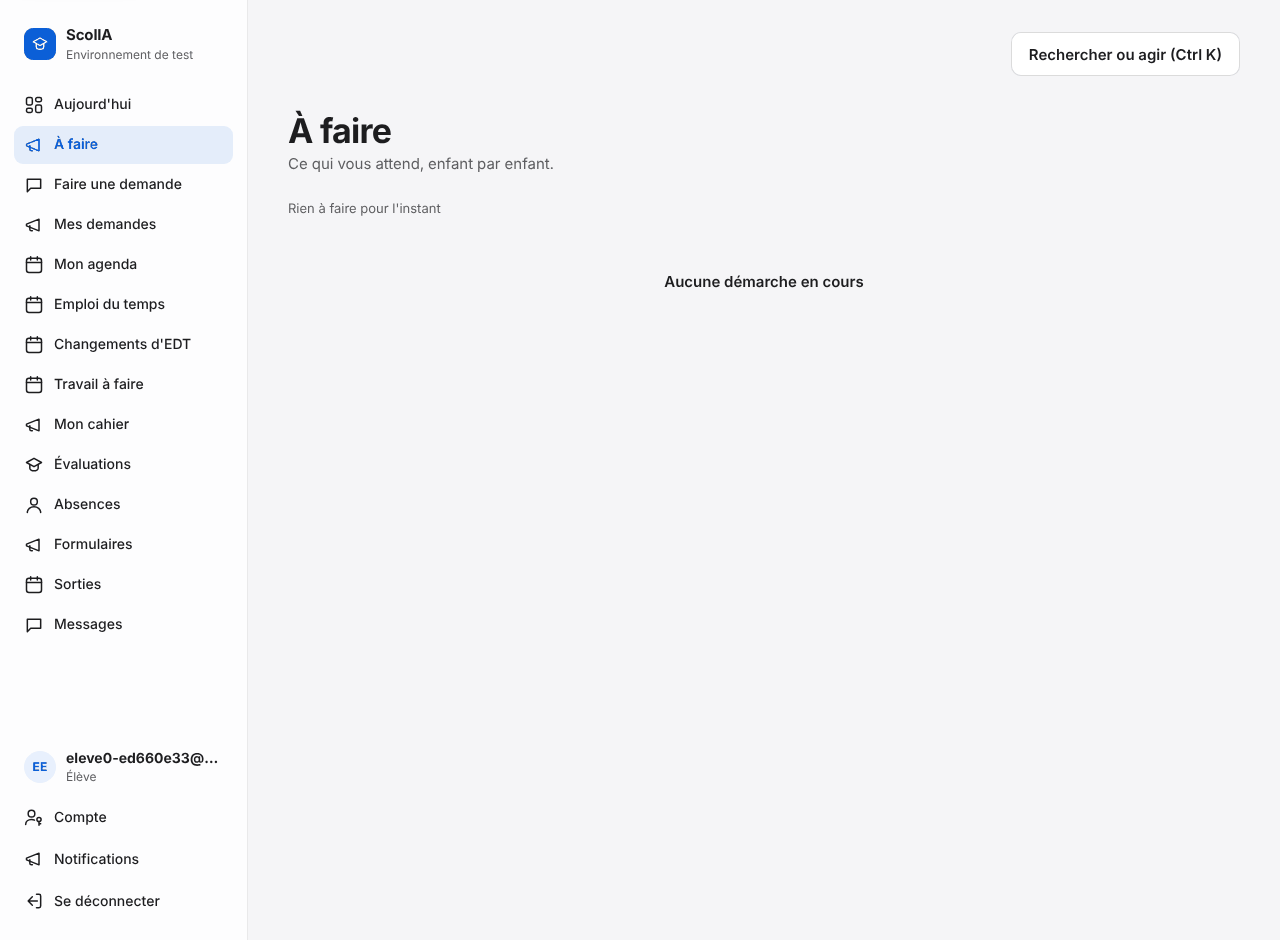 ScolIA
Environnement de test
Aujourd'hui
À faire
Faire une demande
Mes demandes
Mon agenda
Emploi du temps
Changements d'EDT
Travail à faire
Mon cahier
Évaluations
Absences
Formulaires
Sorties
Messages
EE
eleve0-ed660e33@...
Élève
Compte
Notifications
Se déconnecter
Rechercher ou agir (Ctrl K)
À faire
Ce qui vous attend, enfant par enfant.
Rien à faire pour l'instant
Aucune démarche en cours